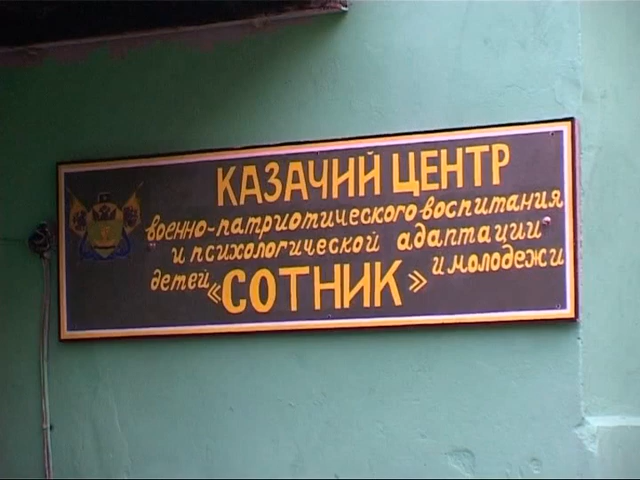 КАЗАЧИЙ ЦЕНТР
военно-патриотического воспитания
и психологической адаптации
детей и молодежи
«СОТНИК»